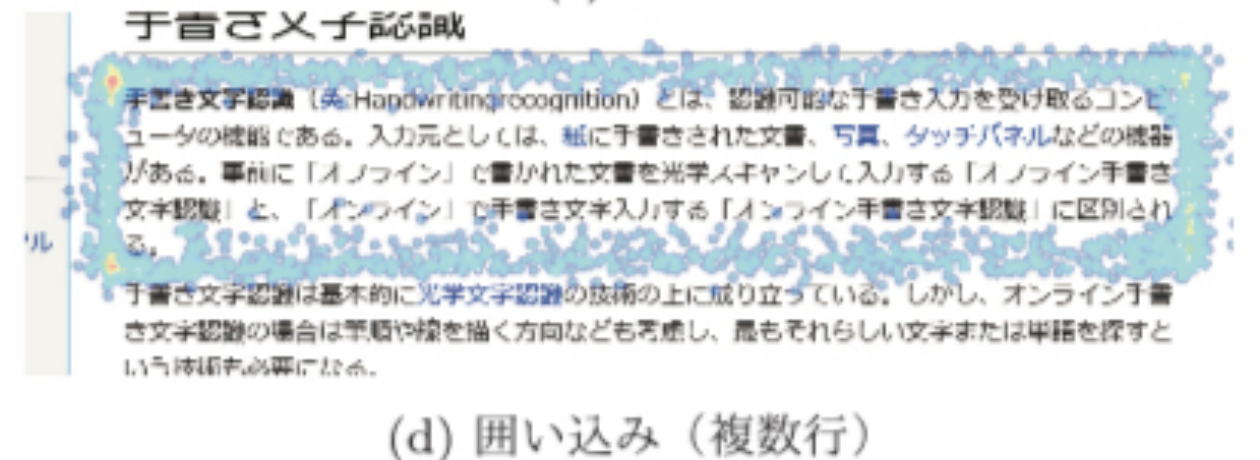 手書き文字認識
手書き文字認識（英:Handwriting recognition）とは、認識可能な手書き入力を受け取るコンピ
ュータの機能である。入力元としては、紙に手書きされた文書、写真、タッチパネルなどの機器
がある。事前に「オフライン」で書かれた文書を光学スキャンして入力する「オフライン手書き
文字認識」と、「オンライン」で手書き文字入力する「オンライン手書き文字認識」に区別され
る。
ル
手書き文字認識は基本的に光学文字認識の技術の上に成り立っている。しかし、オンライン手書
き文字認識の場合は筆順や線を描く方向なども考慮し、最もそれらしい文字または単語を探すと
いう技術も必要になる。
(d) 囲い込み（複数行）